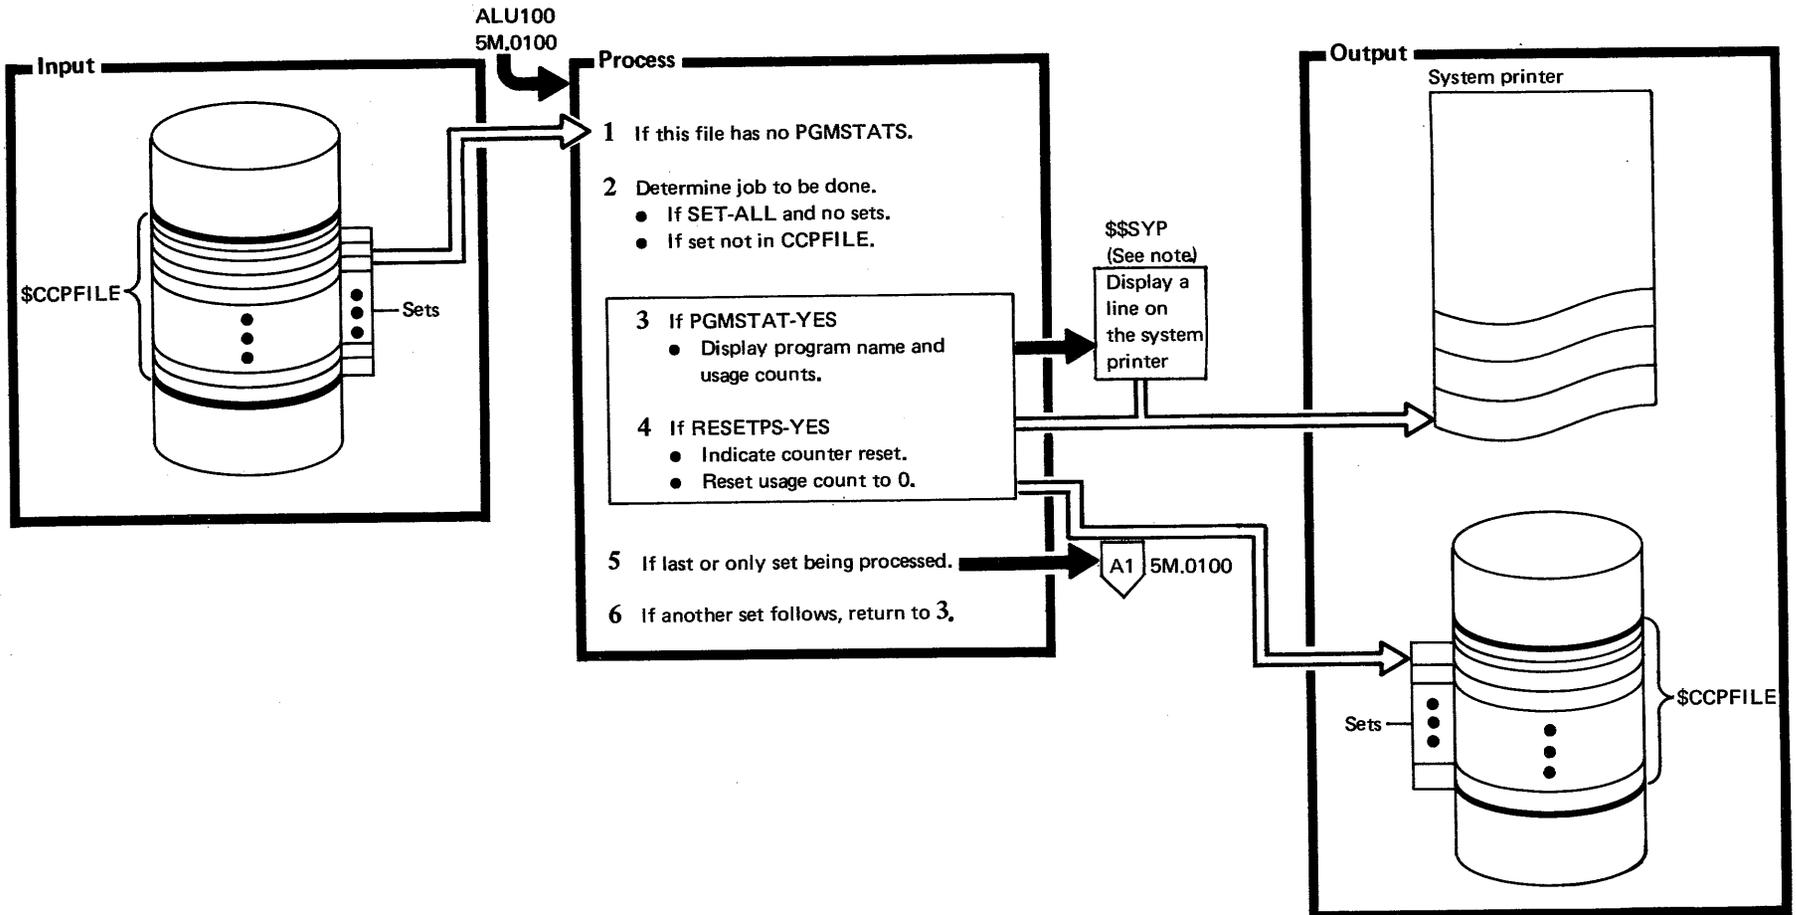 ALU100
5M.0100
Input
$CCPFILE
Sets
Process
1 If this file has no PGMSTATS.
2 Determine job to be done.
● If SET-ALL and no sets.
● If set not in CCPFILE.
3 If PGMSTAT-YES
● Display program name and
usage counts.
4 If RESETPS-YES
● Indicate counter reset.
● Reset usage count to 0.
5 If last or only set being processed.
6 If another set follows, return to 3.
$$SYP
(See note)
Display a
line on
the system
printer
A1 5M.0100
Output
System printer
Sets
$CCPFILE